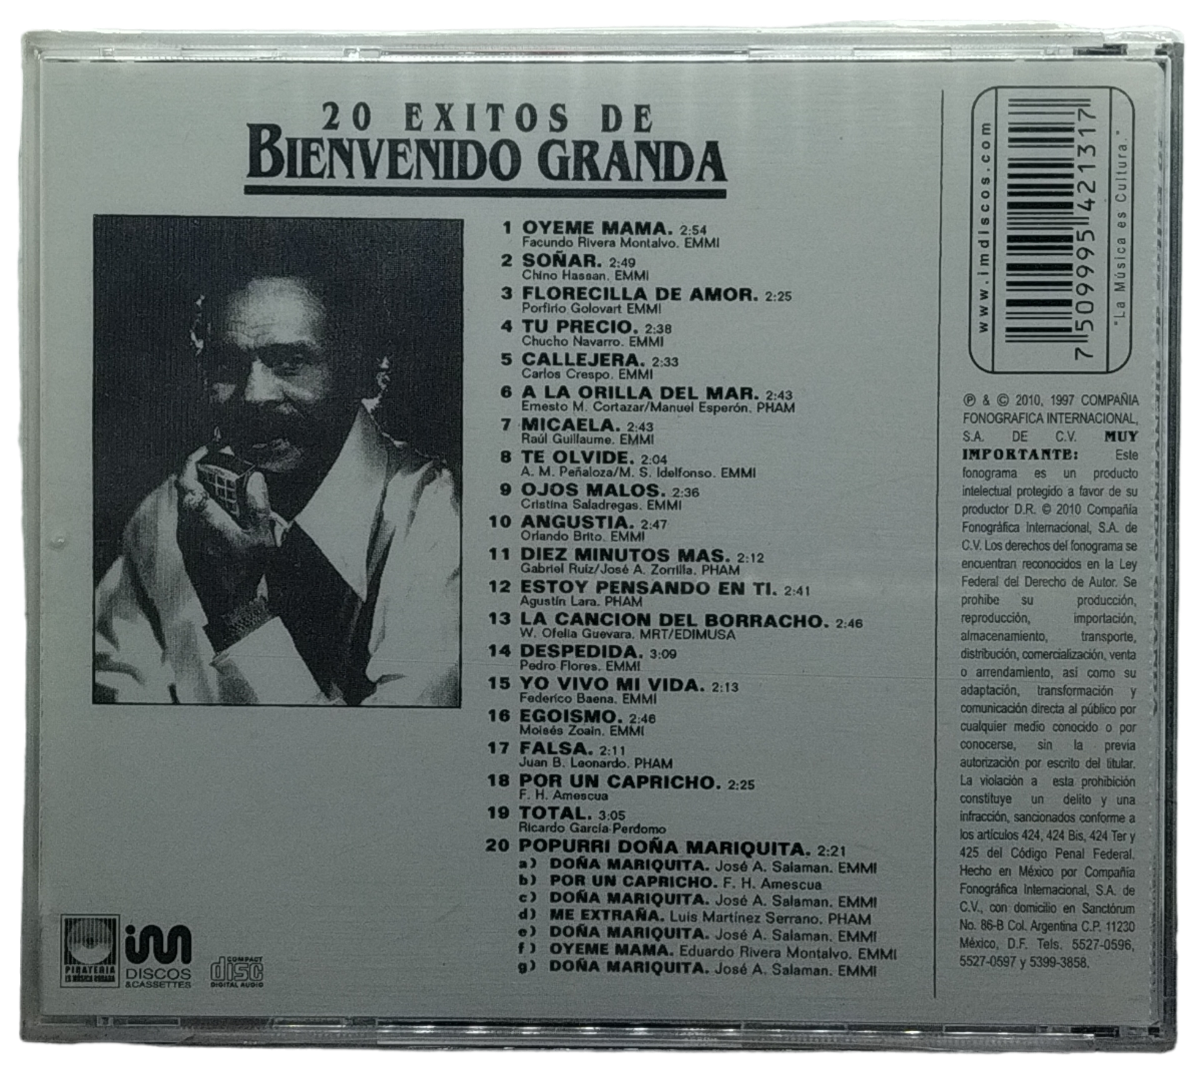 20 EXITOS DE
BIENVENIDO GRANDA
1 OYEME MAMA. 2:54
Facundo Rivera Montalvo. EMMI
2 SOÑAR. 2:49
Chino Hassan. EMMI
3 FLORECILLA DE AMOR. 2:25
Porfirio Golovart EMMI
4 TU PRECIO. 2:38
Chucho Navarro. EMMI
5 CALLEJERA. 2:33
Carlos Crespo. EMMI
6 A LA ORILLA DEL MAR. 2:43
Ernesto M. Cortazar/Manuel Esperón. PHAM
7 MICAELA. 2:43
Raúl Guillaume. EMMI
8 TE OLVIDE. 2:04
A. M. Peñaloza/M. S. Idelfonso. EMMI
9 OJOS MALOS. 2:36
Cristina Saladregas. EMMI
10 ANGUSTIA. 2:47
Orlando Brito. EMMI
11 DIEZ MINUTOS MAS. 2:12
Gabriel Ruiz/José A. Zorrilla. PHAM
12 ESTOY PENSANDO EN TI. 2:41
Agustín Lara. PHAM
13 LA CANCION DEL BORRACHO. 2:46
W. Ofelia Guevara. MRT/EDIMUSA
14 DESPEDIDA. 3:09
Pedro Flores. EMMI
15 YO VIVO MI VIDA. 2:13
Federico Baena. EMMI
16 EGOISMO. 2:46
Moisés Zoain. EMMI
17 FALSA. 2:11
Juan B. Leonardo. PHAM
18 POR UN CAPRICHO. 2:25
F. H. Amescua
19 TOTAL. 3:05
Ricardo García Perdomo
20 POPURRI DOÑA MARIQUITA. 2:21
a) DOÑA MARIQUITA. José A. Salaman. EMMI
b) POR UN CAPRICHO. F. H. Amescua
c) DOÑA MARIQUITA. José A. Salaman. EMMI
d) ME EXTRAÑA. Luis Martínez Serrano. PHAM
e) DOÑA MARIQUITA. José A. Salaman. EMMI
f) OYEME MAMA. Eduardo Rivera Montalvo. EMMI
g) DOÑA MARIQUITA. José A. Salaman. EMMI
PIRATERIA
ES MUSICA ROBADA
im
DISCOS
& CASSETTES
COMPACT
disc
DIGITAL AUDIO
www.imdiscos.com
7 509995 421317
"La Música es Cultura."
℗ & © 2010, 1997 COMPAÑIA
FONOGRAFICA INTERNACIONAL,
S.A. DE C.V. MUY
IMPORTANTE: Este
fonograma es un producto
intelectual protegido a favor de su
productor D.R. © 2010 Compañía
Fonográfica Internacional, S.A. de
C.V. Los derechos del fonograma se
encuentran reconocidos en la Ley
Federal del Derecho de Autor. Se
prohibe su producción,
reproducción, importación,
almacenamiento, transporte,
distribución, comercialización, venta
o arrendamiento, así como su
adaptación, transformación y
comunicación directa al público por
cualquier medio conocido o por
conocerse, sin la previa
autorización por escrito del titular.
La violación a esta prohibición
constituye un delito y una
infracción, sancionados conforme a
los artículos 424, 424 Bis, 424 Ter y
425 del Código Penal Federal.
Hecho en México por Compañía
Fonográfica Internacional, S.A. de
C.V., con domicilio en Sanctórum
No. 86-B Col. Argentina C.P. 11230
México, D.F. Tels. 5527-0596,
5527-0597 y 5399-3858.